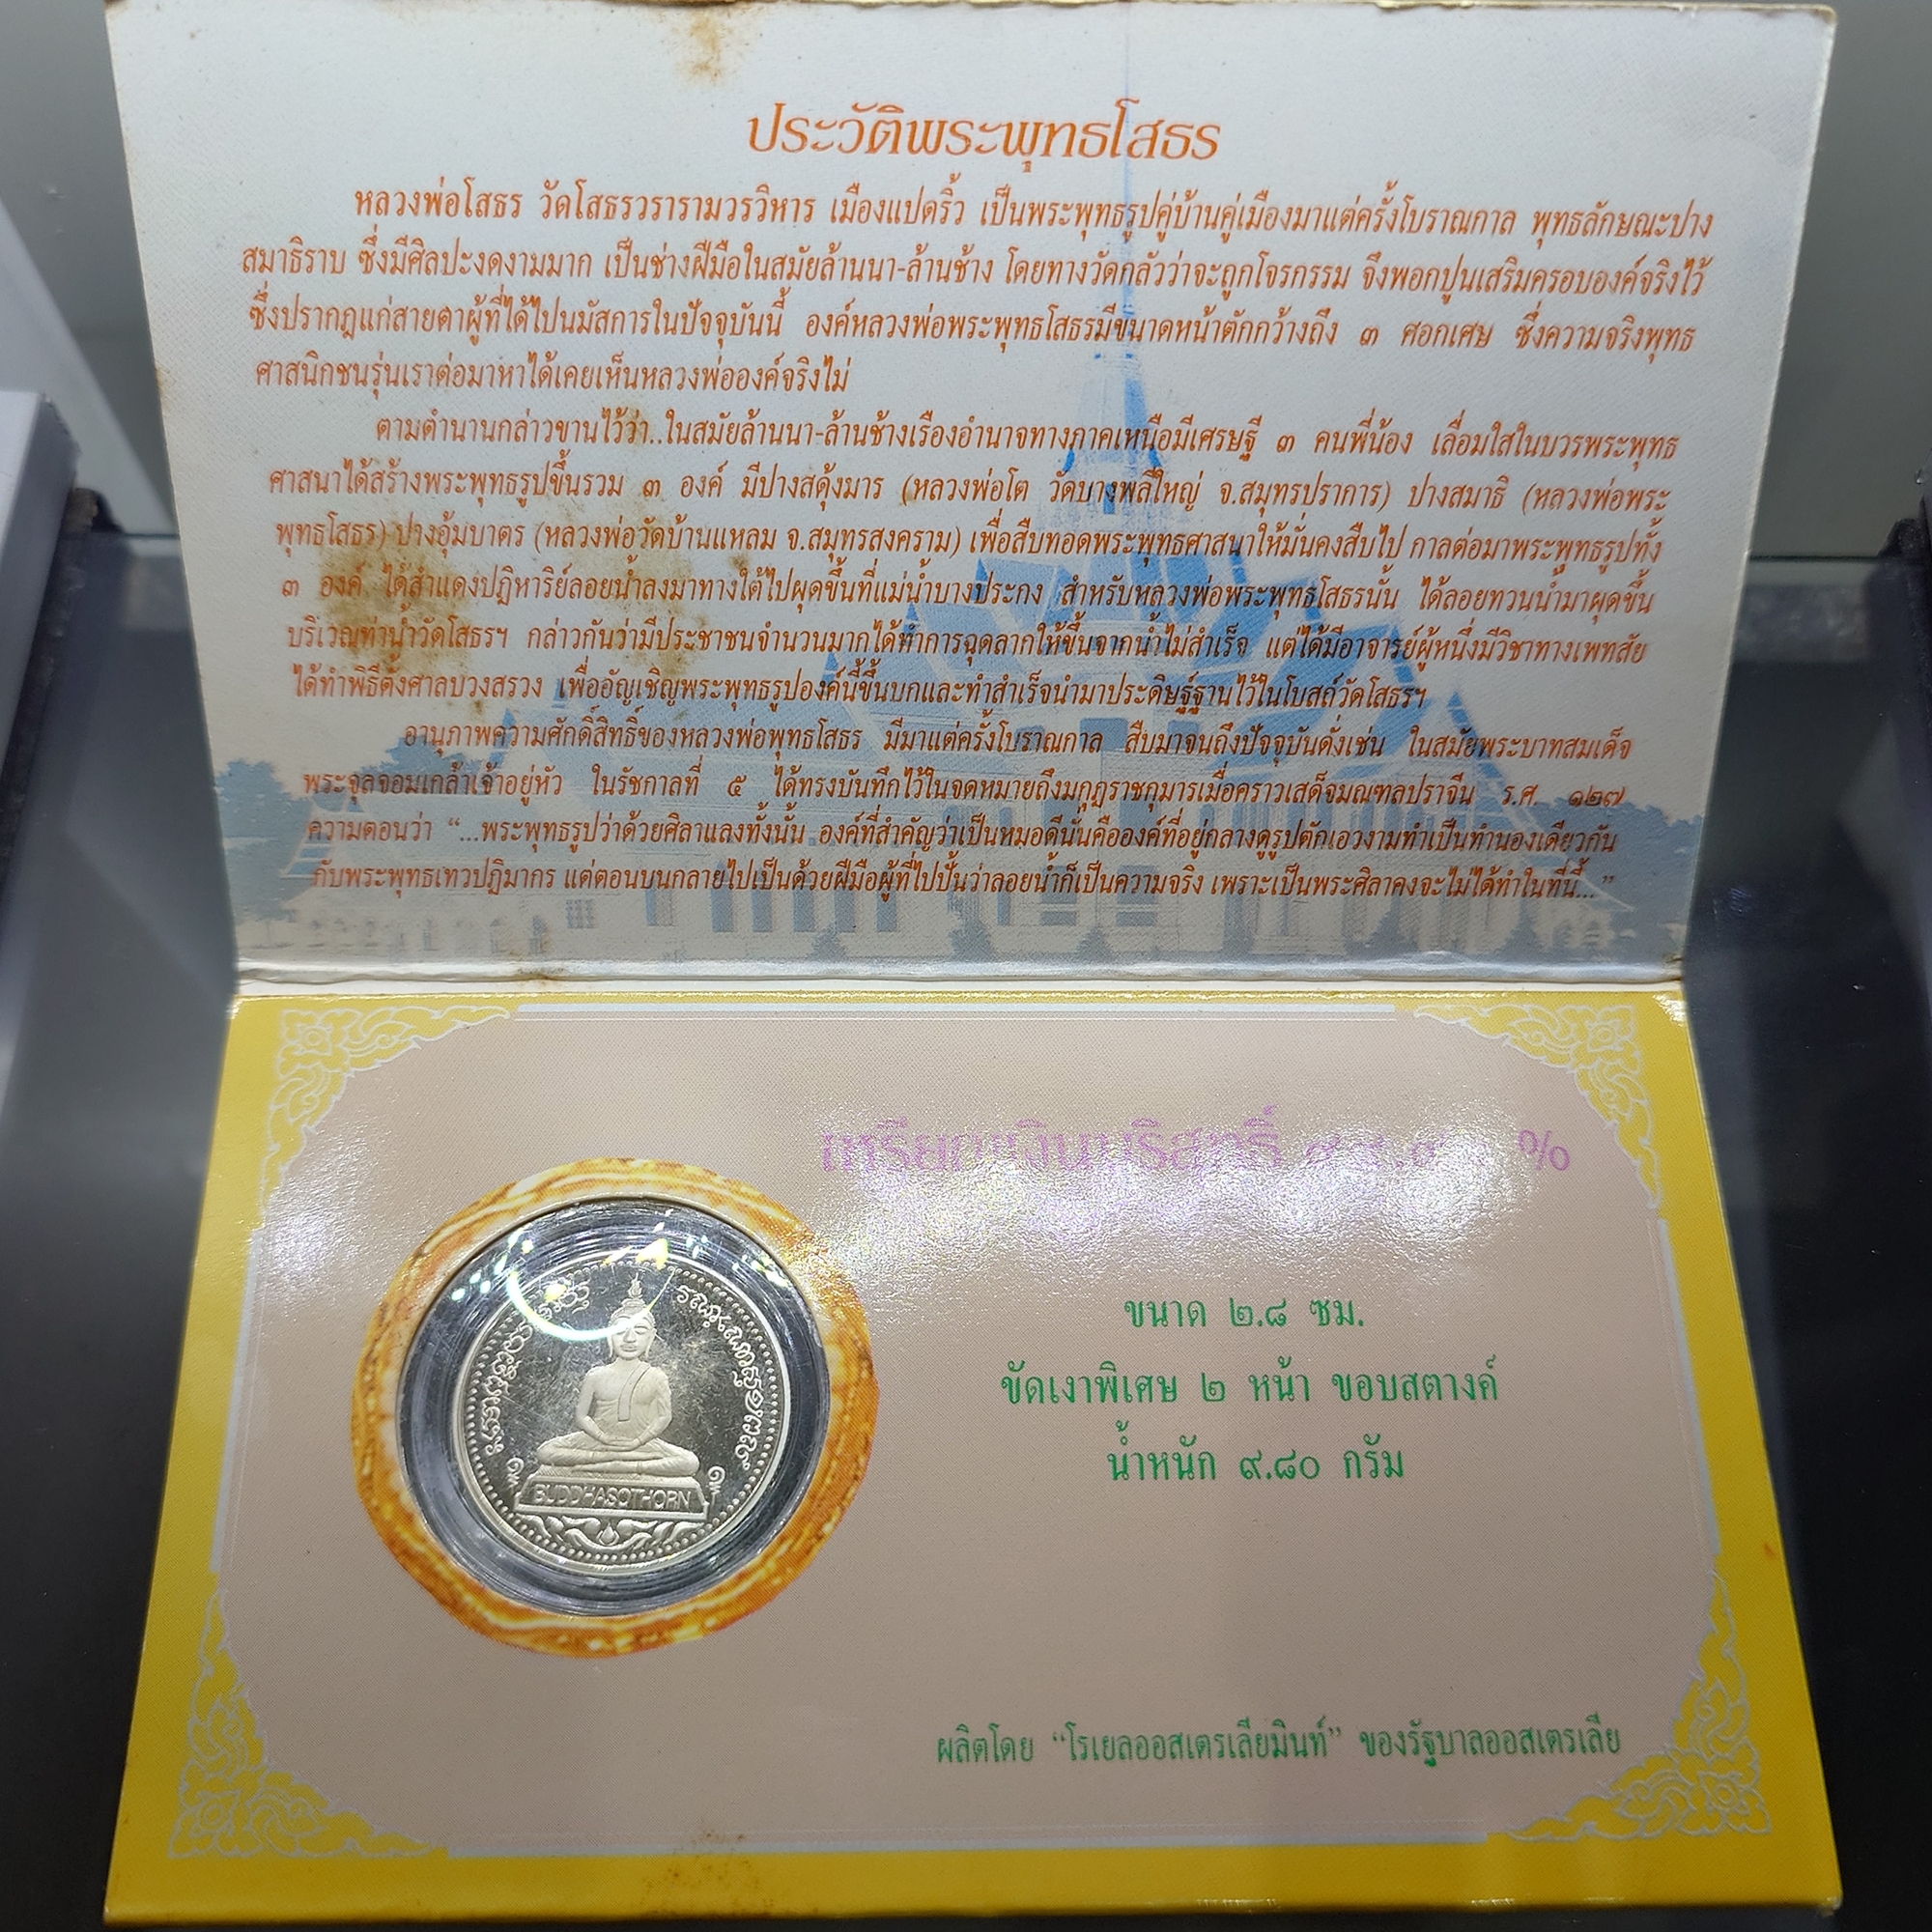 ประวัติพระพุทธโสธร
หลวงพ่อโสธร วัดโสธรวรารามวรวิหาร เมืองแปดริ้ว เป็นพระพุทธรูปคู่บ้านคู่เมืองมาแต่ครั้งโบราณกาล พุทธลักษณะปาง
สมาธิราบ ซึ่งมีศิลปะงดงามมาก เป็นช่างฝีมือในสมัยล้านนา-ล้านช้าง โดยทางวัดกลัวว่าจะถูกโจรกรรม จึงพอกปูนเสริมครอบองค์จริงไว้
ซึ่งปรากฎแก่สายตาผู้ที่ได้ไปนมัสการในปัจจุบันนี้ องค์หลวงพ่อพระพุทธโสธรมีขนาดหน้าตักกว้างถึง ๓ ศอกเศษ ซึ่งความจริงพุทธ
ศาสนิกชนรุ่นเราต่อมาหาได้เคยเห็นหลวงพ่อองค์จริงไม่
ตามตำนานกล่าวขานไว้ว่า..ในสมัยล้านนา-ล้านช้างเรืองอำนาจทางภาคเหนือมีเศรษฐี ๓ คนพี่น้อง เลื่อมใสในบวรพระพุทธ
ศาสนาได้สร้างพระพุทธรูปขึ้นรวม ๓ องค์ มีปางสดุ้งมาร (หลวงพ่อโต วัดบางพลีใหญ่ จ.สมุทรปราการ) ปางสมาธิ (หลวงพ่อพระ
พุทธโสธร) ปางอุ้มบาตร (หลวงพ่อวัดบ้านแหลม จ.สมุทรสงคราม) เพื่อสืบทอดพระพุทธศาสนาให้มั่นคงสืบไป กาลต่อมาพระพุทธรูปทั้ง
๓ องค์ ได้สำแดงปฏิหาริย์ลอยน้ำลงมาทางใต้ไปผุดขึ้นที่แม่น้ำบางปะกง สำหรับหลวงพ่อพระพุทธโสธรนั้น ได้ลอยทวนน้ำมาผุดขึ้น
บริเวณท่าน้ำวัดโสธรฯ กล่าวกันว่ามีประชาชนจำนวนมากได้ทำการฉุดลากให้ขึ้นจากน้ำไม่สำเร็จ แต่ได้มีอาจารย์ผู้หนึ่งมีวิชาทางเพทสัย
ได้ทำพิธีตั้งศาลบวงสรวง เพื่ออัญเชิญพระพุทธรูปองค์นี้ขึ้นบกและทำสำเร็จนำมาประดิษฐ์ฐานไว้ในโบสถ์วัดโสธรฯ
อานุภาพความศักดิ์สิทธิ์ของหลวงพ่อพุทธโสธร มีมาแต่ครั้งโบราณกาล สืบมาจนถึงปัจจุบันดั่งเช่น ในสมัยพระบาทสมเด็จ
พระจุลจอมเกล้าเจ้าอยู่หัว ในรัชกาลที่ ๕ ได้ทรงบันทึกไว้ในจดหมายถึงมกุฎราชกุมารเมื่อคราวเสด็จมณฑลปราจีน ร.ศ. ๑๒๗
ความตอนว่า “...พระพุทธรูปว่าด้วยศิลาแลงทั้งนั้น องค์ที่สำคัญว่าเป็นหมอดีนั่นคือองค์ที่อยู่กลางดูรูปตักเอวงามทำเป็นทำนองเดียวกัน
กับพระพุทธเทวปฏิมากร แต่ตอนบนกลายไปเป็นด้วยฝีมือผู้ที่ไปปั้นว่าลอยน้ำก็เป็นความจริง เพราะเป็นพระศิลาคงจะไม่ได้ทำในที่นี้...”
เหรียญเงินบริสุทธิ์ %
ขนาด ๒.๘ ซม.
ขัดเงาพิเศษ ๒ หน้า ขอบสตางค์
น้ำหนัก ๙.๘๐ กรัม
BUDDHASOTHORN
ผลิตโดย “โรเยลออสเตรเลียมินท์” ของรัฐบาลออสเตรเลีย